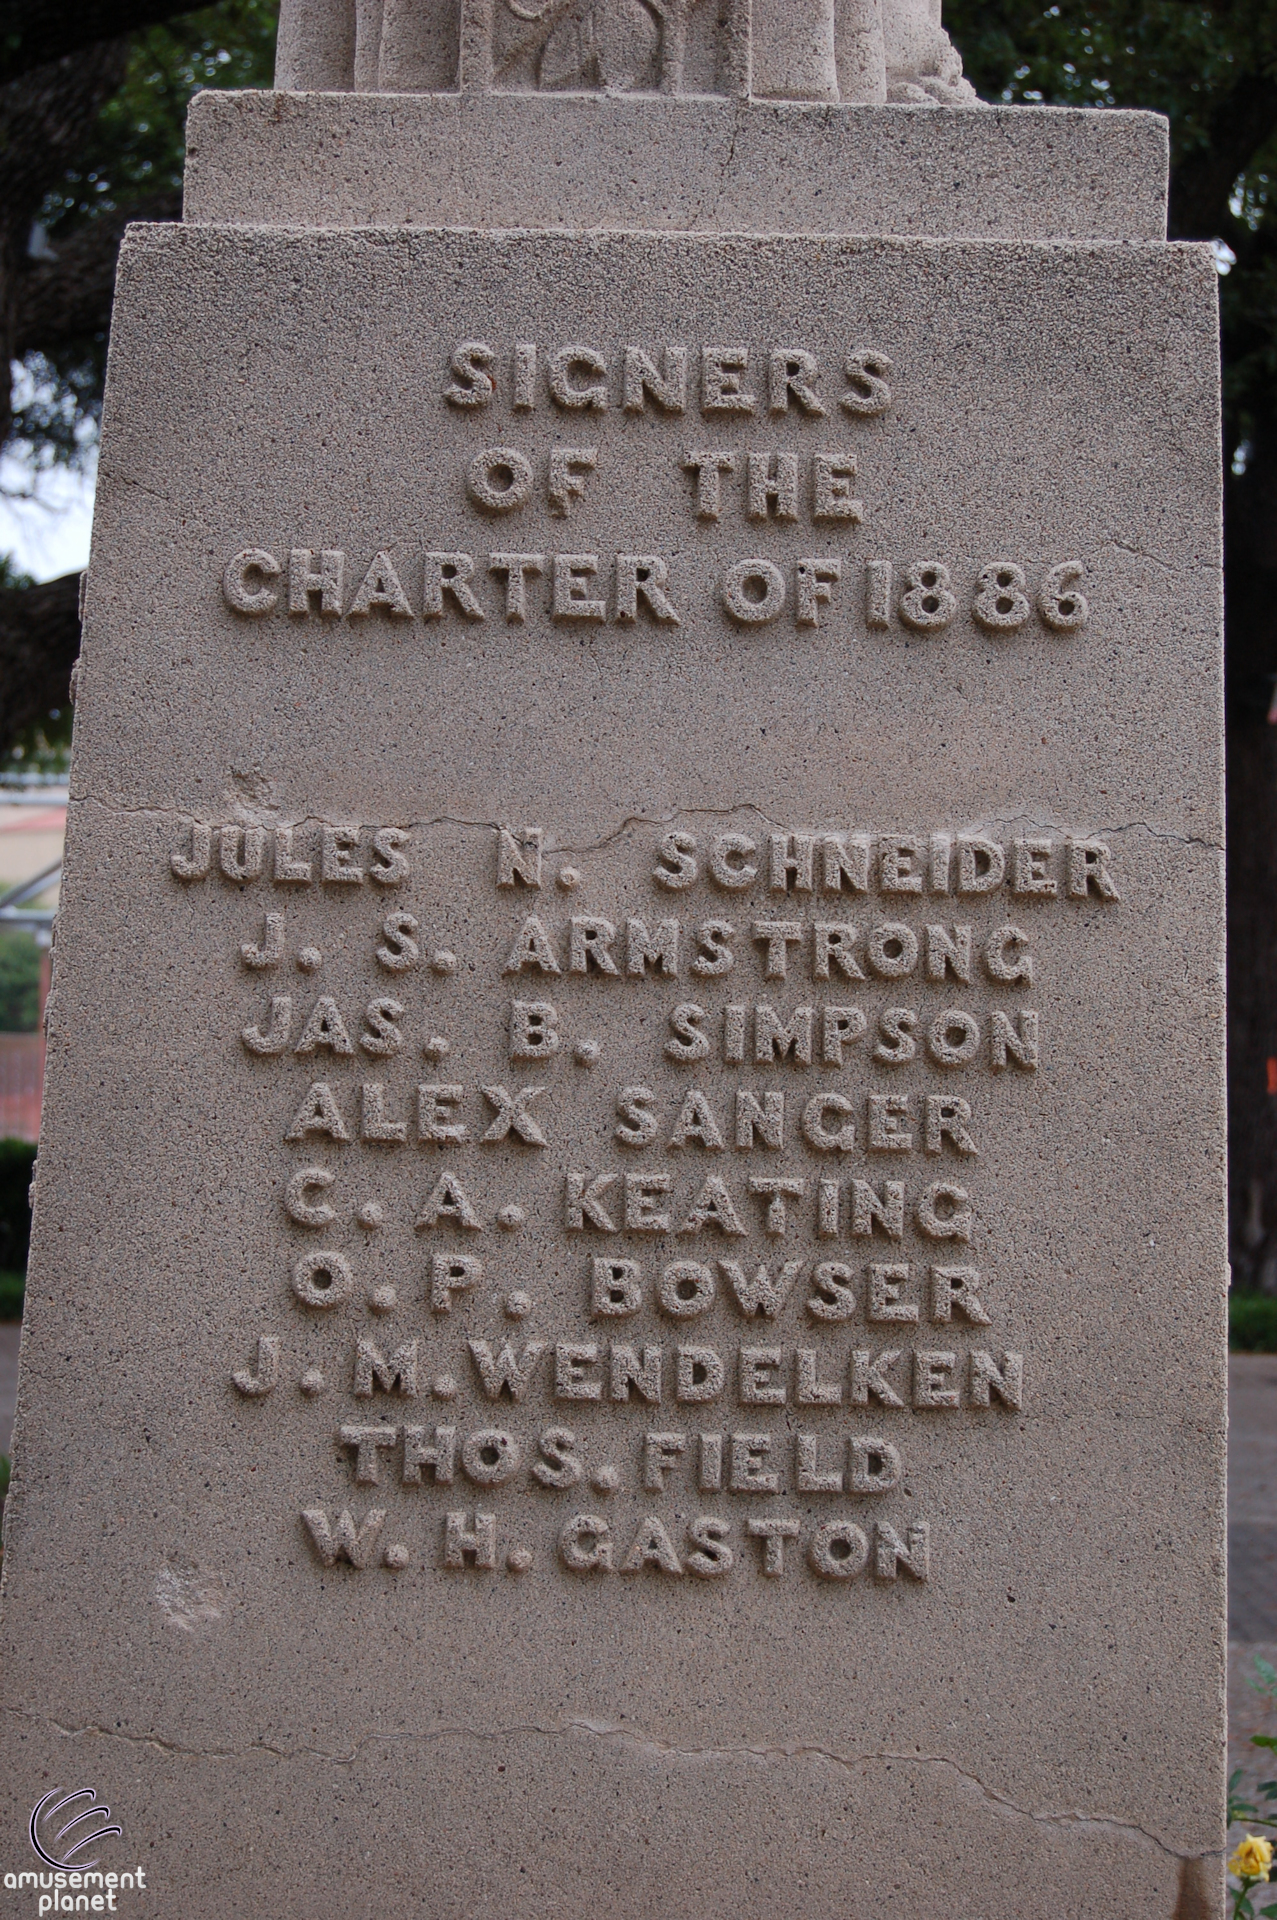 SIGNERS
OF THE
CHARTER OF 1886
JULES N. SCHNEIDER
J. S. ARMSTRONG
JAS. B. SIMPSON
ALEX SANGER
C. A. KEATING
O. P. BOWSER
J. M. WENDELKEN
THOS. FIELD
W. H. GASTON
amusement
planet